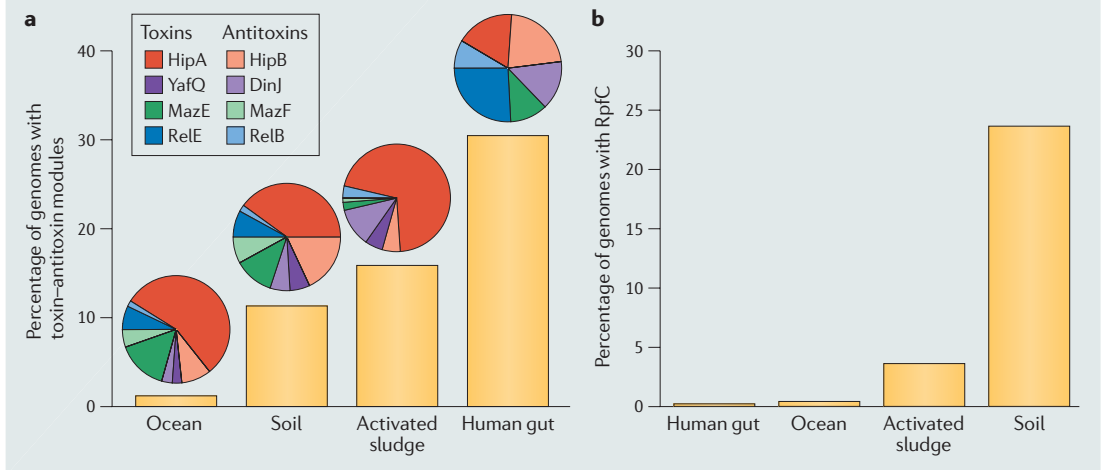 a
Percentage of genomes with
toxin–antitoxin modules
40
30
20
10
0
Toxins Antitoxins
HipA HipB
YafQ DinJ
MazE MazF
RelE RelB
Ocean Soil Activated sludge Human gut
b
Percentage of genomes with RpfC
30
25
20
15
10
5
0
Human gut Ocean Activated sludge Soil